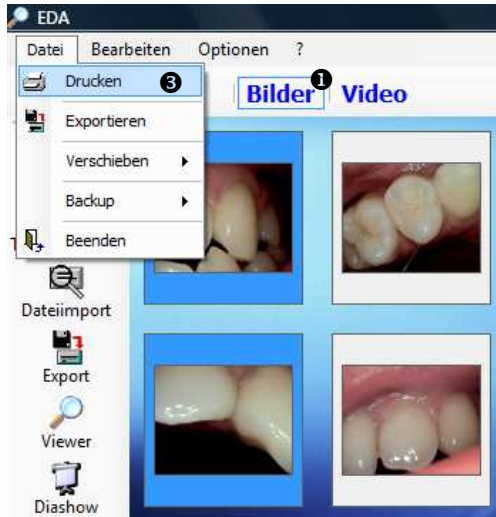 EDA
Datei Bearbeiten Optionen ?
Drucken ❸
Bilder ❶ Video
Exportieren
Verschieben
Backup
Beenden
Dateiimport
Export
Viewer
Diashow